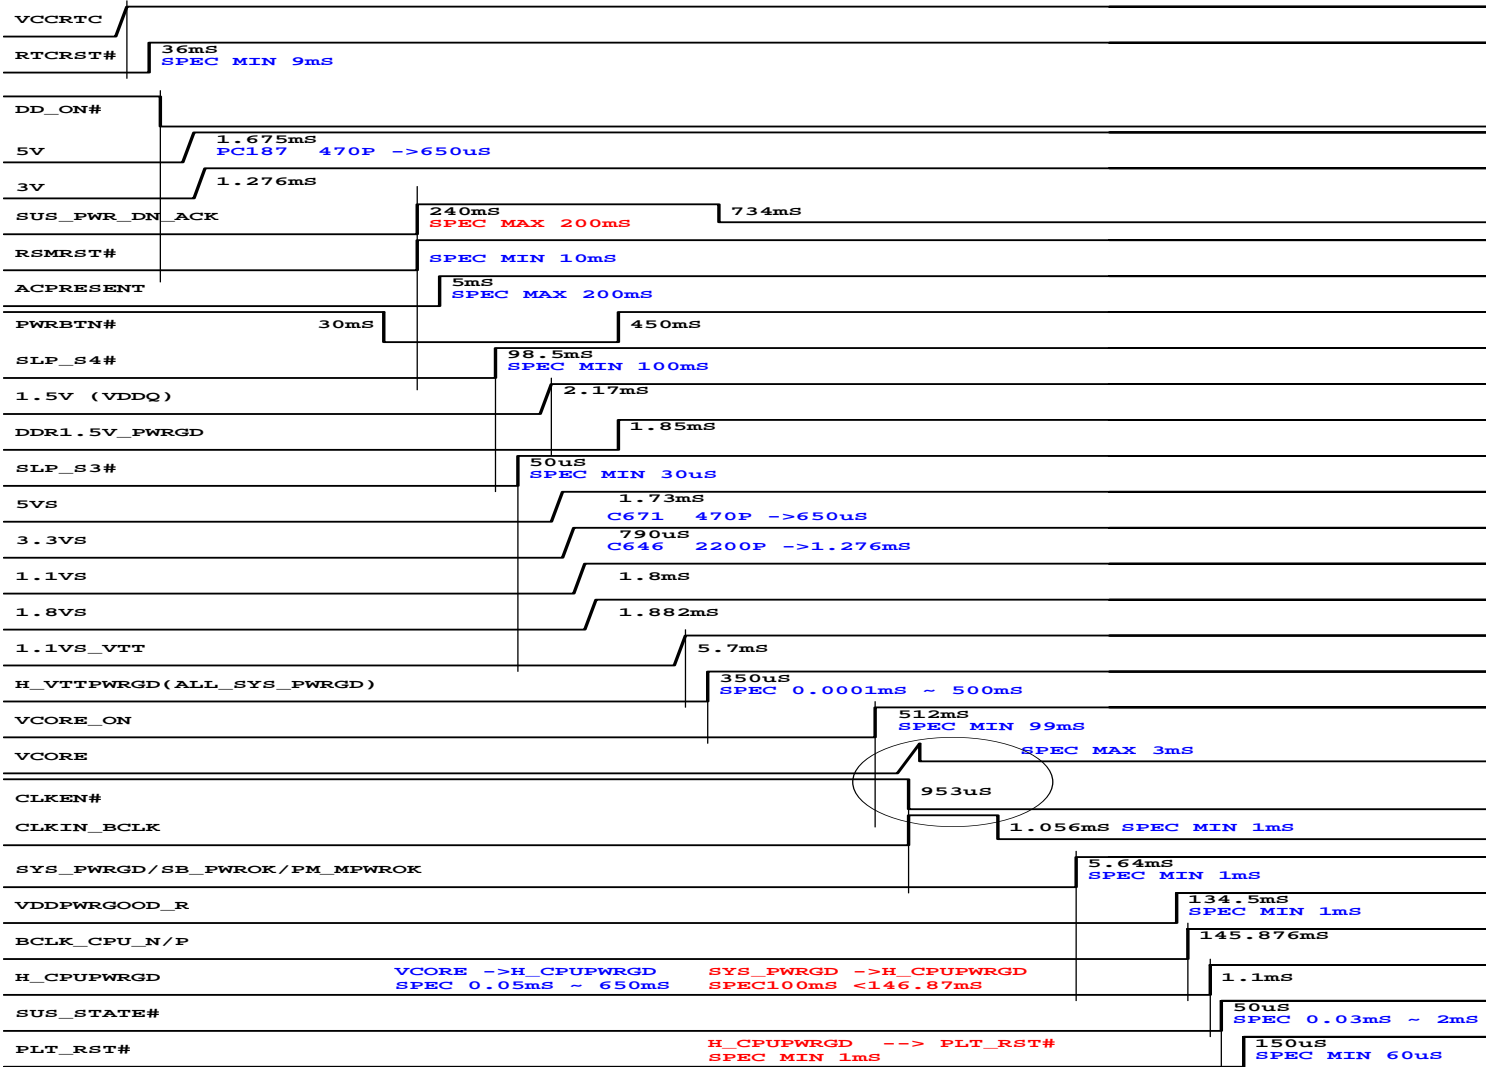 VCCRTC
RTCRST#
36mS
SPEC MIN 9mS
DD_ON#
5V
1.675mS
PC187 470P ->650uS
3V
1.276mS
SUS_PWR_DN_ACK
240mS
SPEC MAX 200mS
734mS
RSMRST#
SPEC MIN 10mS
ACPRESENT
5mS
SPEC MAX 200mS
PWRBTN#
30mS
450mS
SLP_S4#
98.5mS
SPEC MIN 100mS
1.5V (VDDQ)
2.17mS
DDR1.5V_PWRGD
1.85mS
SLP_S3#
50uS
SPEC MIN 30uS
5VS
1.73mS
C671 470P ->650uS
3.3VS
790uS
C646 2200P ->1.276mS
1.1VS
1.8mS
1.8VS
1.882mS
1.1VS_VTT
5.7mS
H_VTTPWRGD(ALL_SYS_PWRGD)
350uS
SPEC 0.0001mS ~ 500mS
VCORE_ON
512mS
SPEC MIN 99mS
VCORE
SPEC MAX 3mS
CLKEN#
953uS
CLKIN_BCLK
1.056mS SPEC MIN 1mS
SYS_PWRGD/SB_PWROK/PM_MPWROK
5.64mS
SPEC MIN 1mS
VDDPWRGOOD_R
134.5mS
SPEC MIN 1mS
BCLK_CPU_N/P
145.876mS
H_CPUPWRGD
VCORE ->H_CPUPWRGD
SPEC 0.05mS ~ 650mS
SYS_PWRGD ->H_CPUPWRGD
SPEC100mS <146.87mS
1.1mS
SUS_STATE#
50uS
SPEC 0.03mS ~ 2mS
PLT_RST#
H_CPUPWRGD --> PLT_RST#
SPEC MIN 1mS
150uS
SPEC MIN 60uS